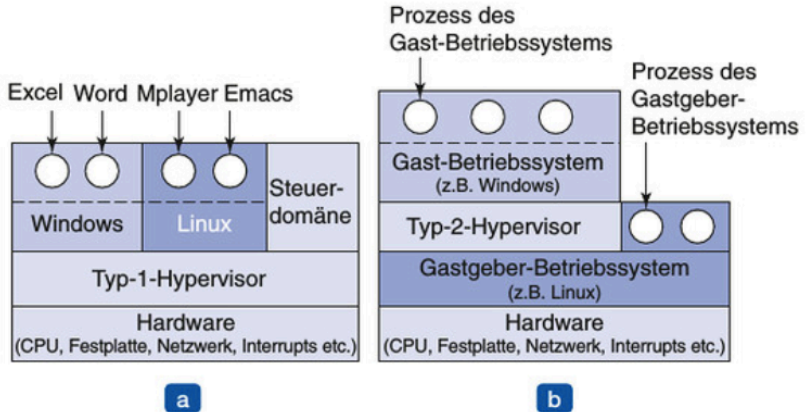 Excel Word Mplayer Emacs
Windows
Linux
Steuer-
domäne
Typ-1-Hypervisor
Hardware
(CPU, Festplatte, Netzwerk, Interrupts etc.)
a
Prozess des
Gast-Betriebssystems
Prozess des
Gastgeber-
Betriebssystems
Gast-Betriebssystem
(z.B. Windows)
Typ-2-Hypervisor
Gastgeber-Betriebssystem
(z.B. Linux)
Hardware
(CPU, Festplatte, Netzwerk, Interrupts etc.)
b